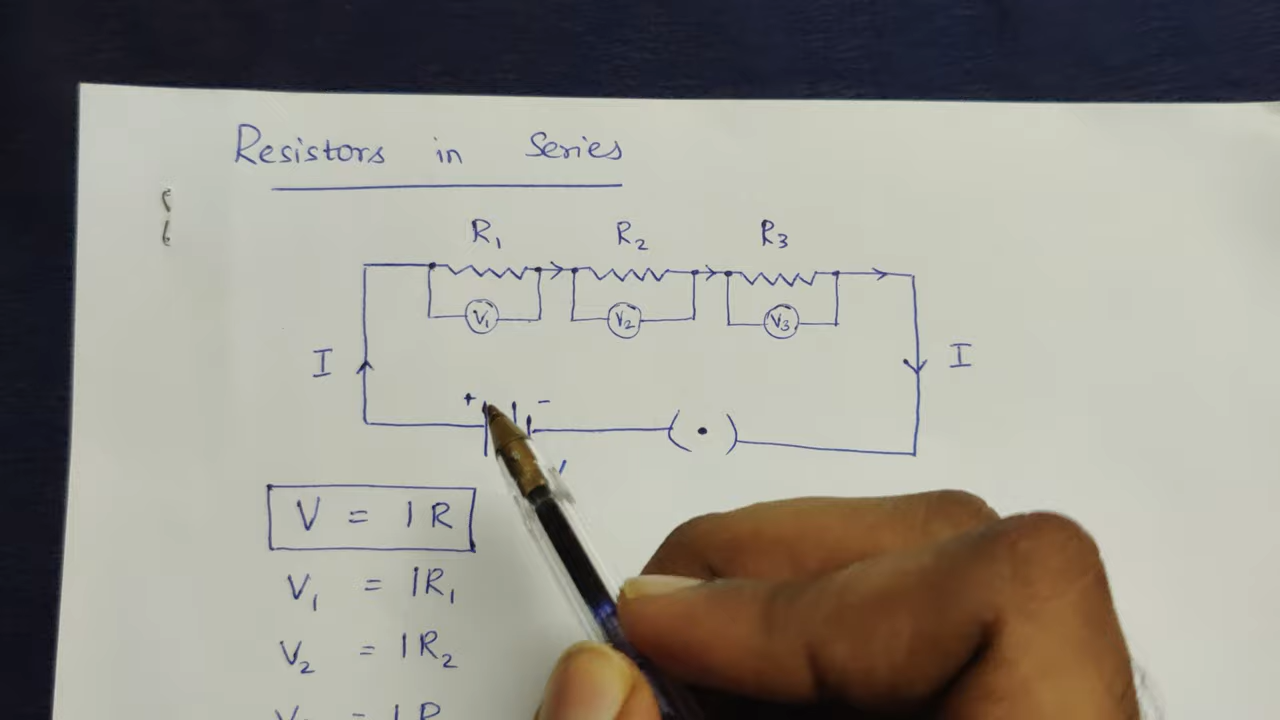 Resistors in Series
R₁ R₂ R₃
V₁ V₂ V₃
I I
+ -
V = IR
V₁ = IR₁
V₂ = IR₂